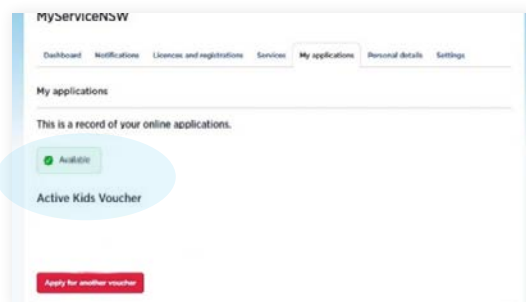 MyServiceNSW
Dashboard Notifications Licences and registrations Services My applications Personal details Settings
My applications
This is a record of your online applications.
Available
Active Kids Voucher
Apply for another voucher